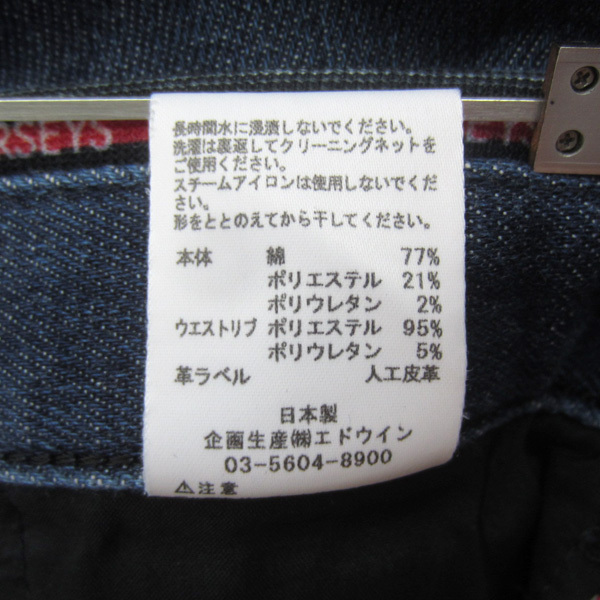 長時間水に浸漬しないでください。
洗濯は裏返してクリーニングネットを
ご使用ください。
スチームアイロンは使用しないでくだ
さい。
形をととのえてから干してください。
本体 綿 77%
ポリエステル 21%
ポリウレタン 2%
ウエストリブ ポリエステル 95%
ポリウレタン 5%
革ラベル 人工皮革
日本製
企画生産㈱エドウイン
03-5604-8900
⚠注意
ERSEYS